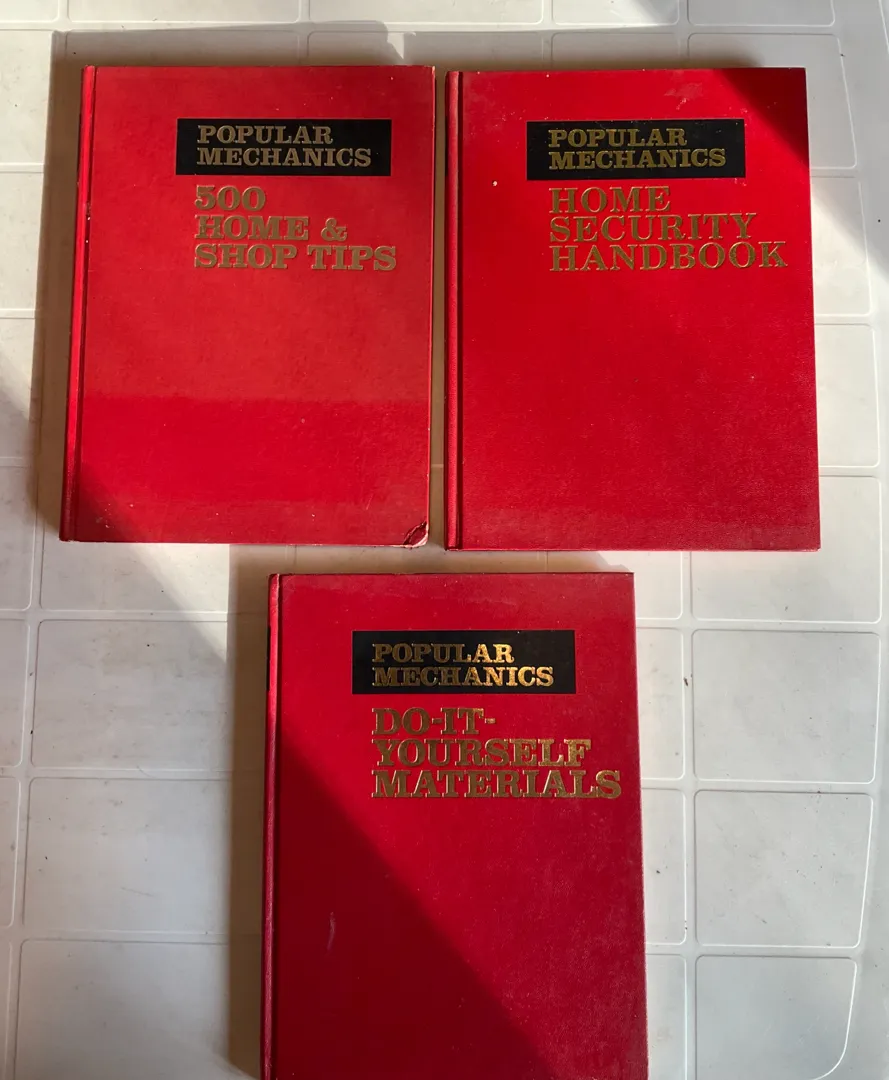 POPULAR
MECHANICS
500
HOME &
SHOP TIPS
POPULAR
MECHANICS
HOME
SECURITY
HANDBOOK
POPULAR
MECHANICS
DO-IT-
YOURSELF
MATERIALS